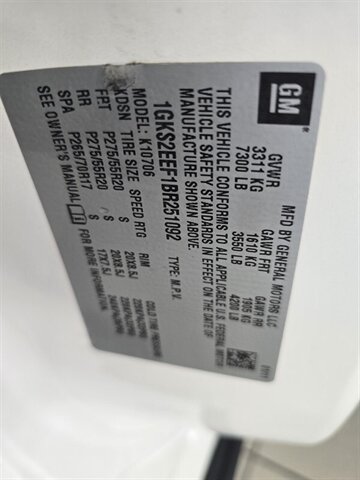 GM
MFD BY GENERAL MOTORS LLC
GVWR GAWR FRT GAWR RR
3311 KG 1610 KG 1905 KG
7300 LB 3550 LB 4200 LB
THIS VEHICLE CONFORMS TO ALL APPLICABLE U.S. FEDERAL MOTOR
VEHICLE SAFETY STANDARDS IN EFFECT ON THE DATE OF
MANUFACTURE SHOWN ABOVE.
1GKS2EEF1BR251092 TYPE: M.P.V.
MODEL: K10706
KDSN TIRE SIZE SPEED RTG RIM COLD TIRE PRESSURE
FRT P275/55R20 S 20X8.5J
RR P275/55R20 S 20X8.5J
SPA P265/70R17 S 17X7.5J
SEE OWNER'S MANUAL FOR MORE INFORMATION